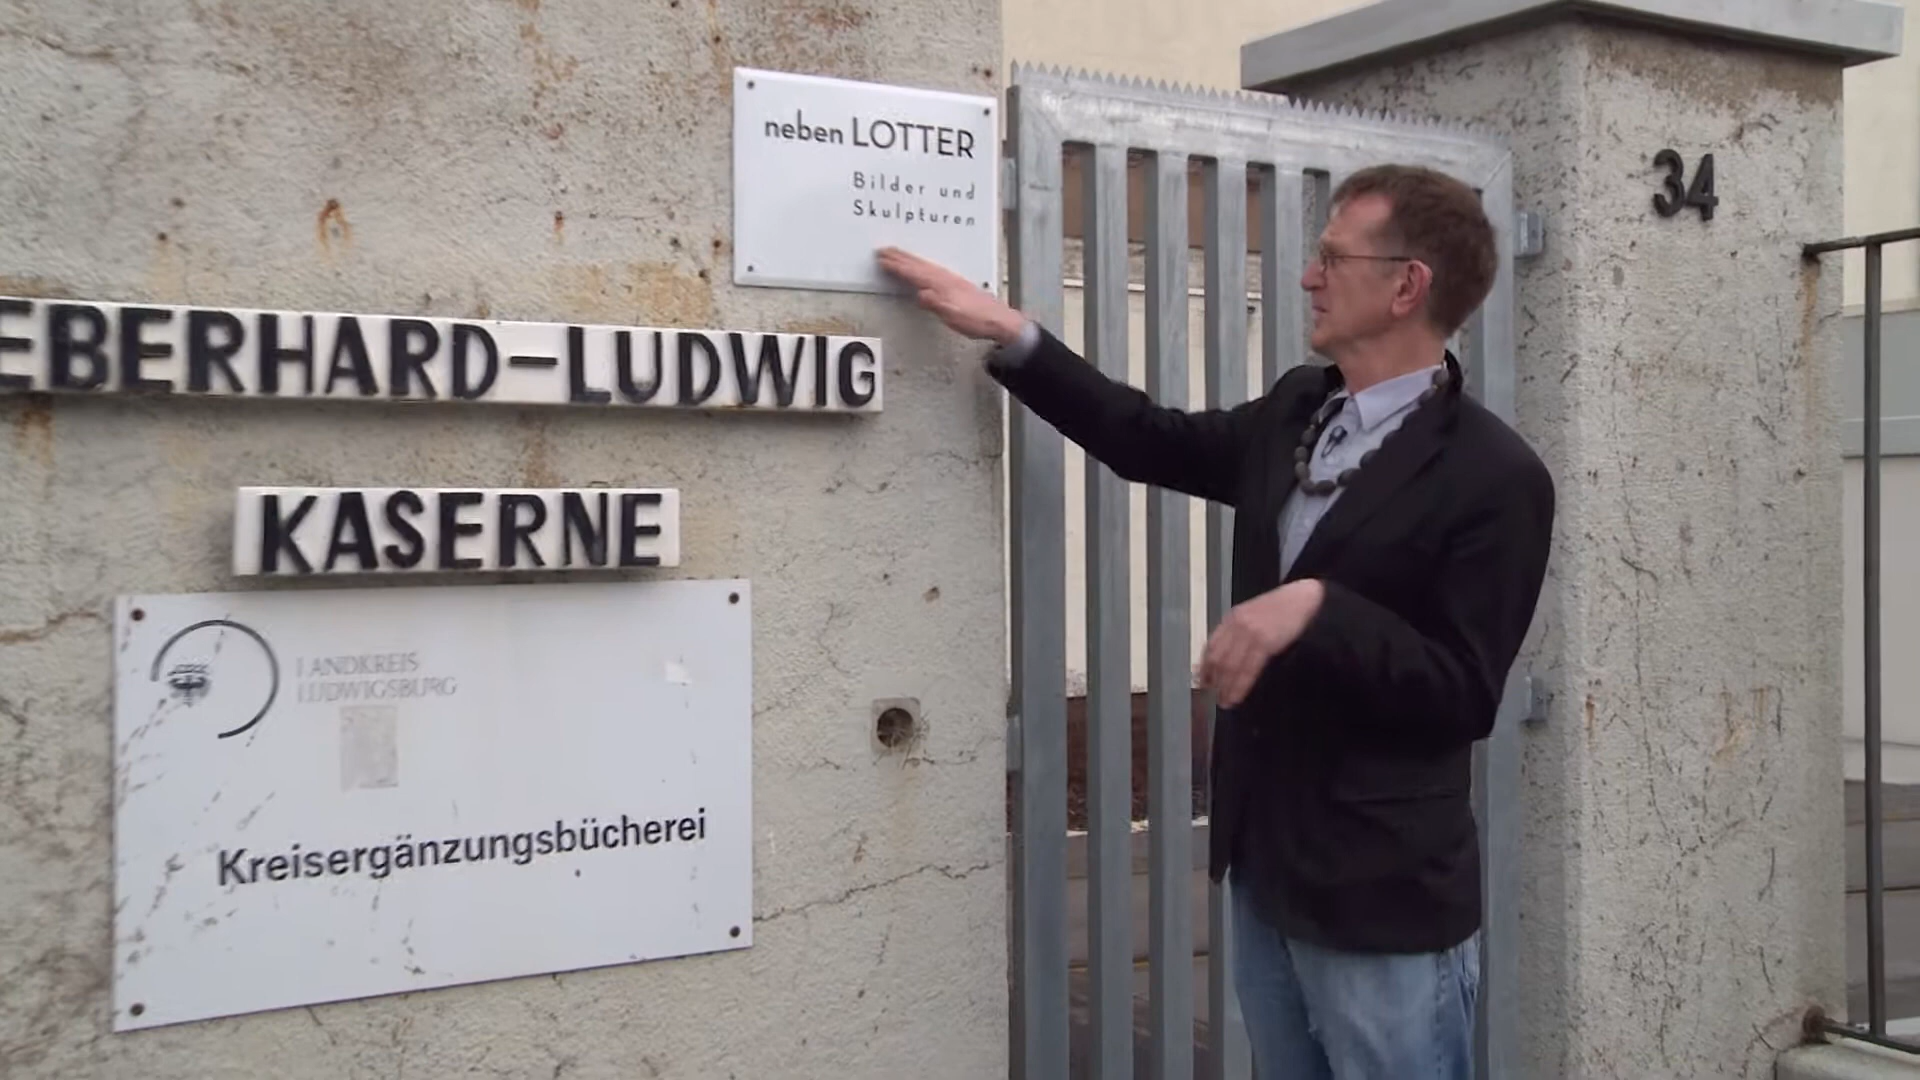 neben LOTTER
Bilder und
Skulpturen
34
EBERHARD-LUDWIG
KASERNE
LANDKREIS
LUDWIGSBURG
Kreisergänzungsbücherei